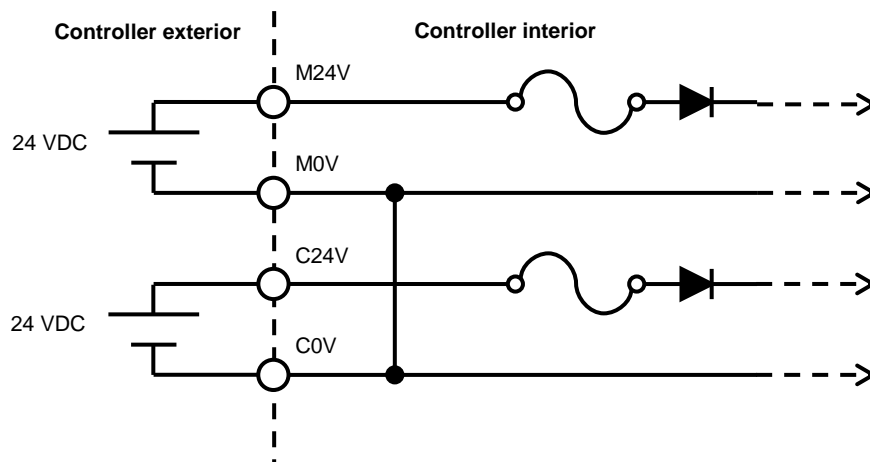 Controller exterior
Controller interior
M24V
24 VDC
M0V
C24V
24 VDC
C0V